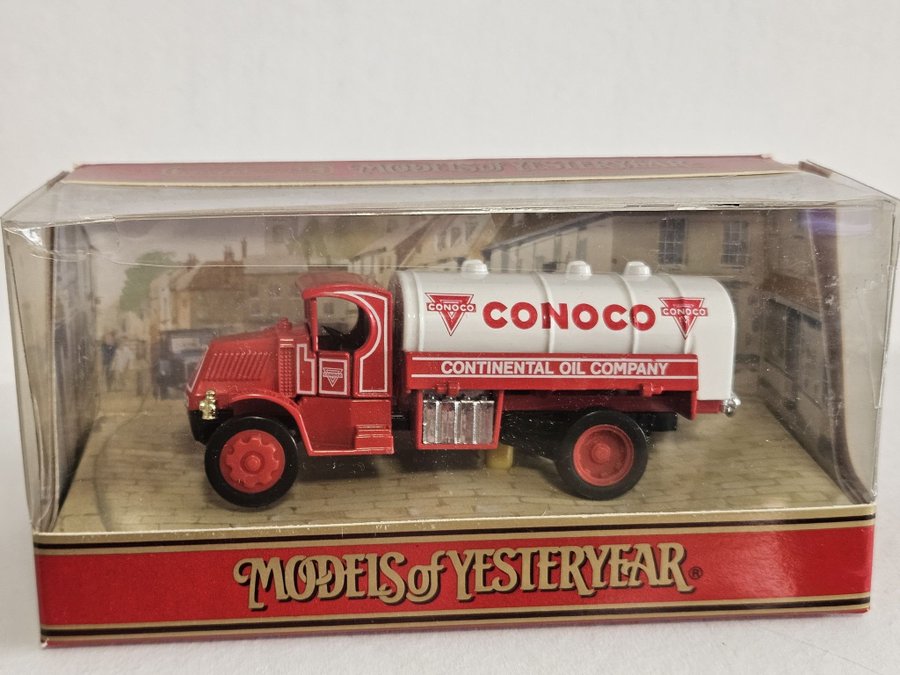 MODELS of YESTERYEAR
CONOCO
CONOCO
CONOCO
CONTINENTAL OIL COMPANY
MODELS of YESTERYEAR®